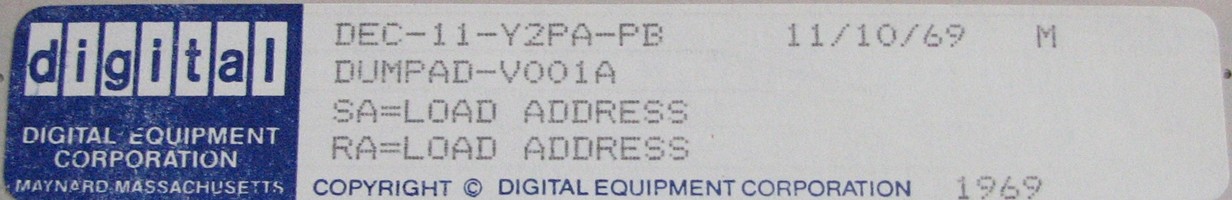 digital
DIGITAL EQUIPMENT
CORPORATION
MAYNARD, MASSACHUSETTS
DEC-11-Y2PA-PB 11/10/69 M
DUMPAD-V001A
SA=LOAD ADDRESS
RA=LOAD ADDRESS
COPYRIGHT © DIGITAL EQUIPMENT CORPORATION 1969